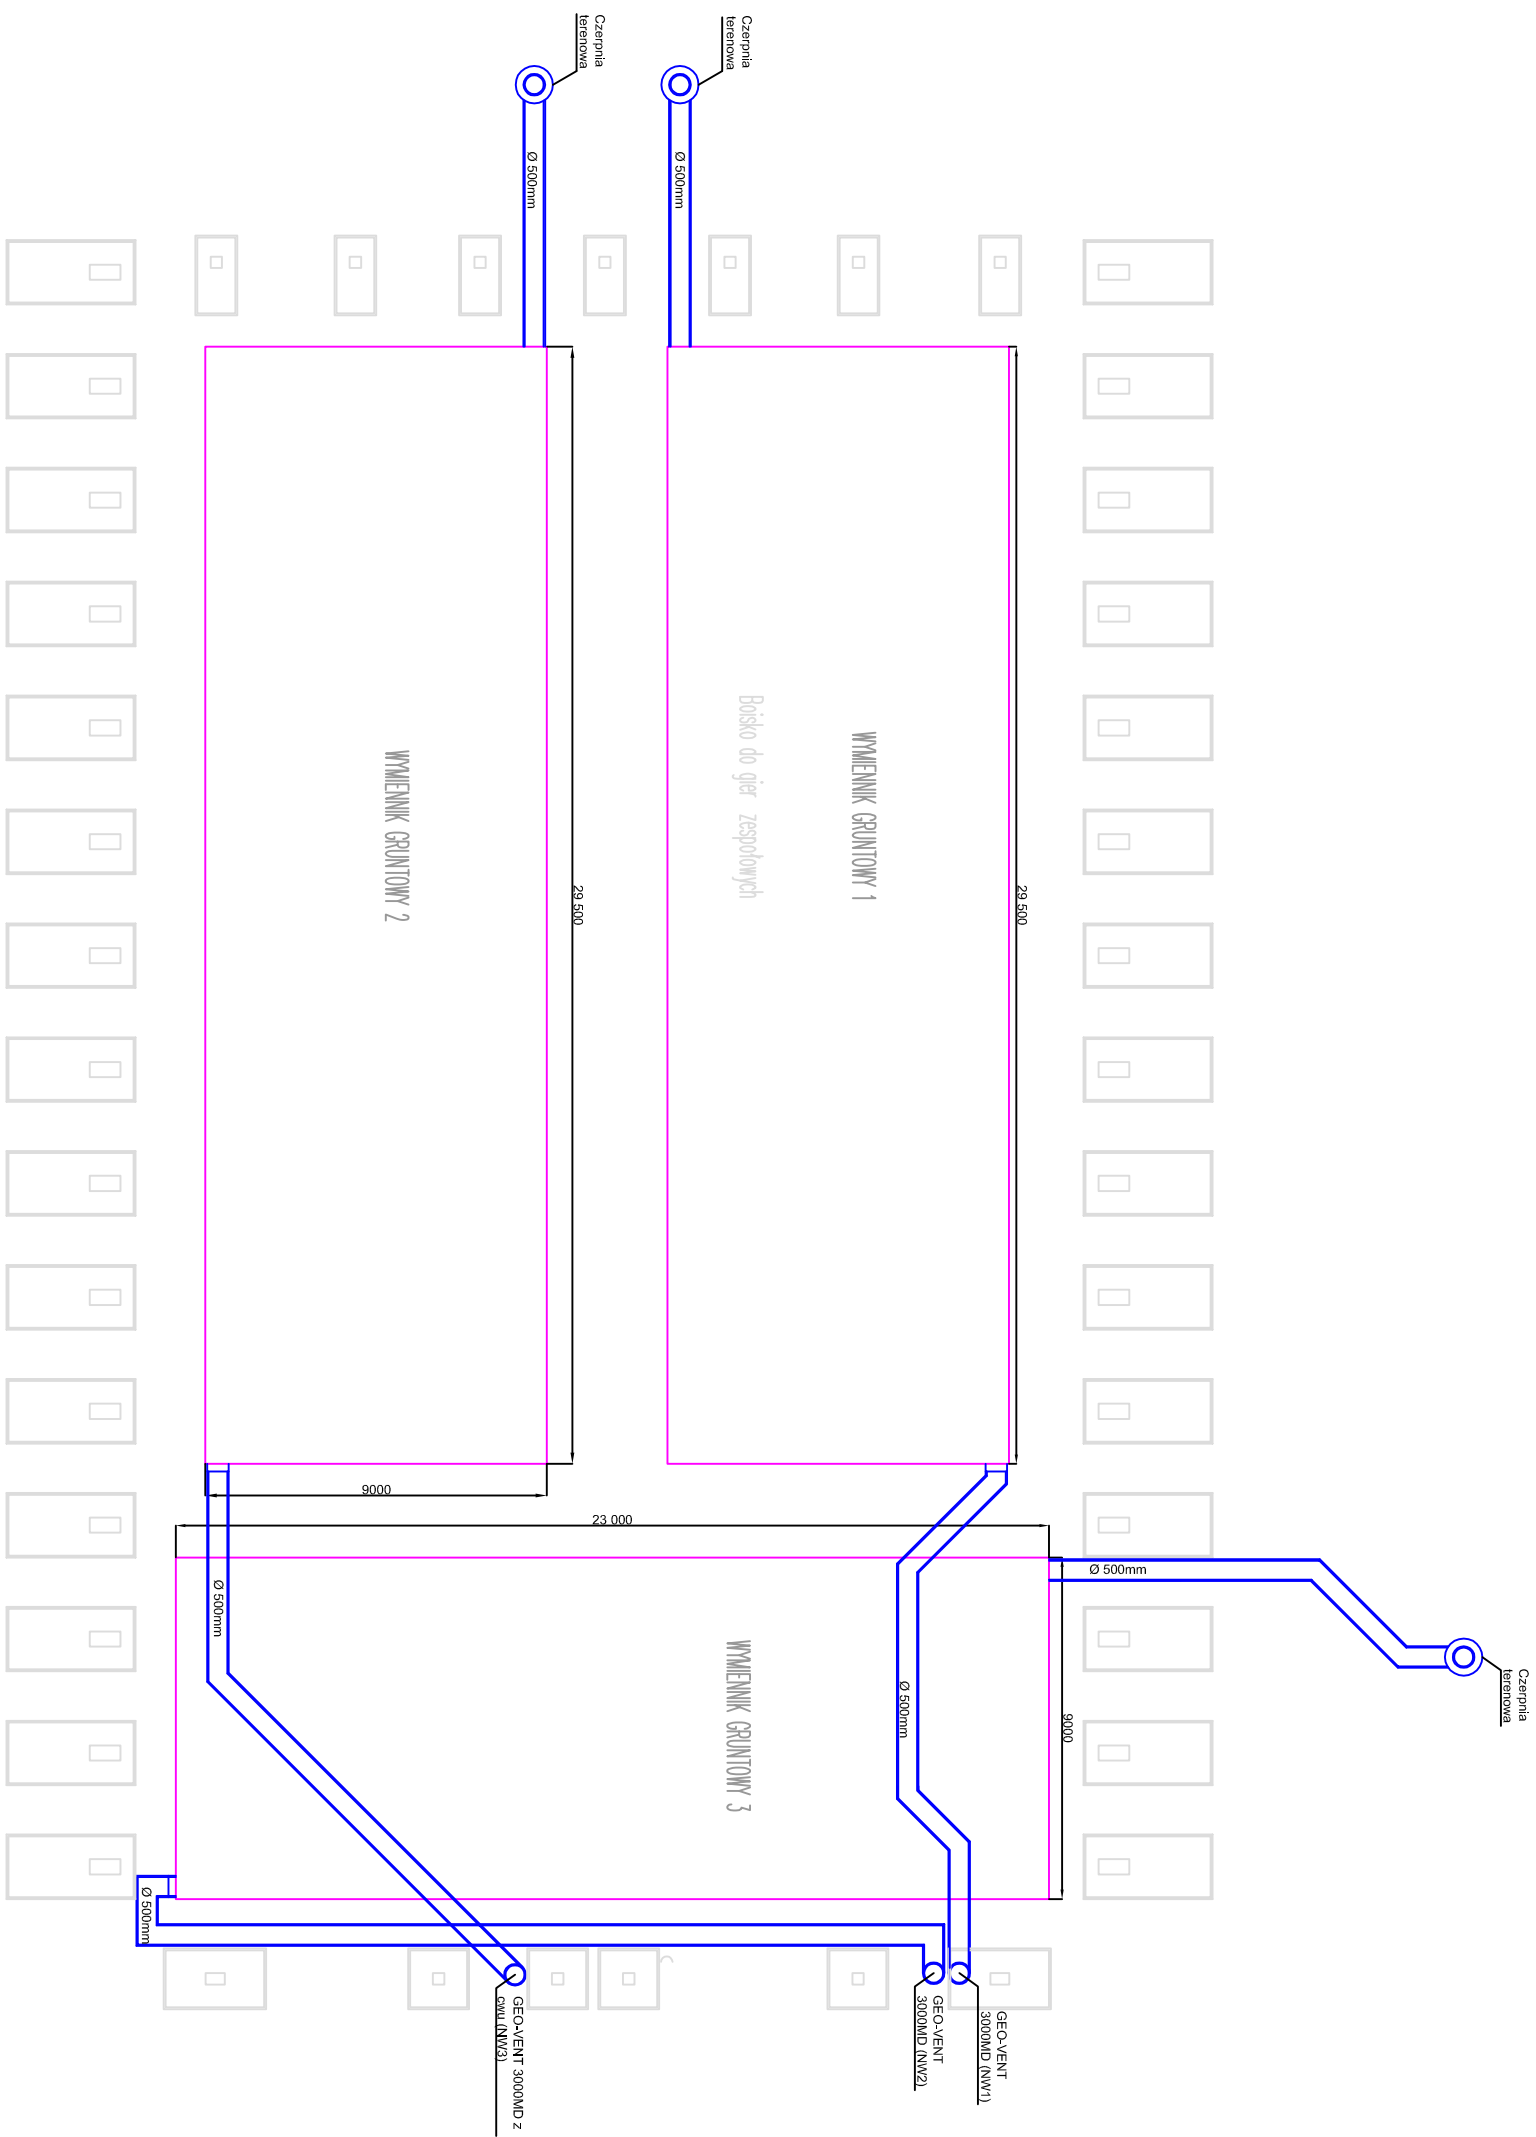 Czerpnia
terenowa
Czerpnia
terenowa
Ø 500mm
Ø 500mm
WYMIENNIK GRUNTOWY 2
Boisko do gier zespołowych
WYMIENNIK GRUNTOWY 1
29 500
29 500
9000
23 000
Ø 500mm
Ø 500mm
Czerpnia
terenowa
WYMIENNIK GRUNTOWY 3
Ø 500mm
9000
Ø 500mm
GEO-VENT 3000MD z
cwu (NW3)
GEO-VENT
3000MD (NW2)
GEO-VENT
3000MD (NW1)